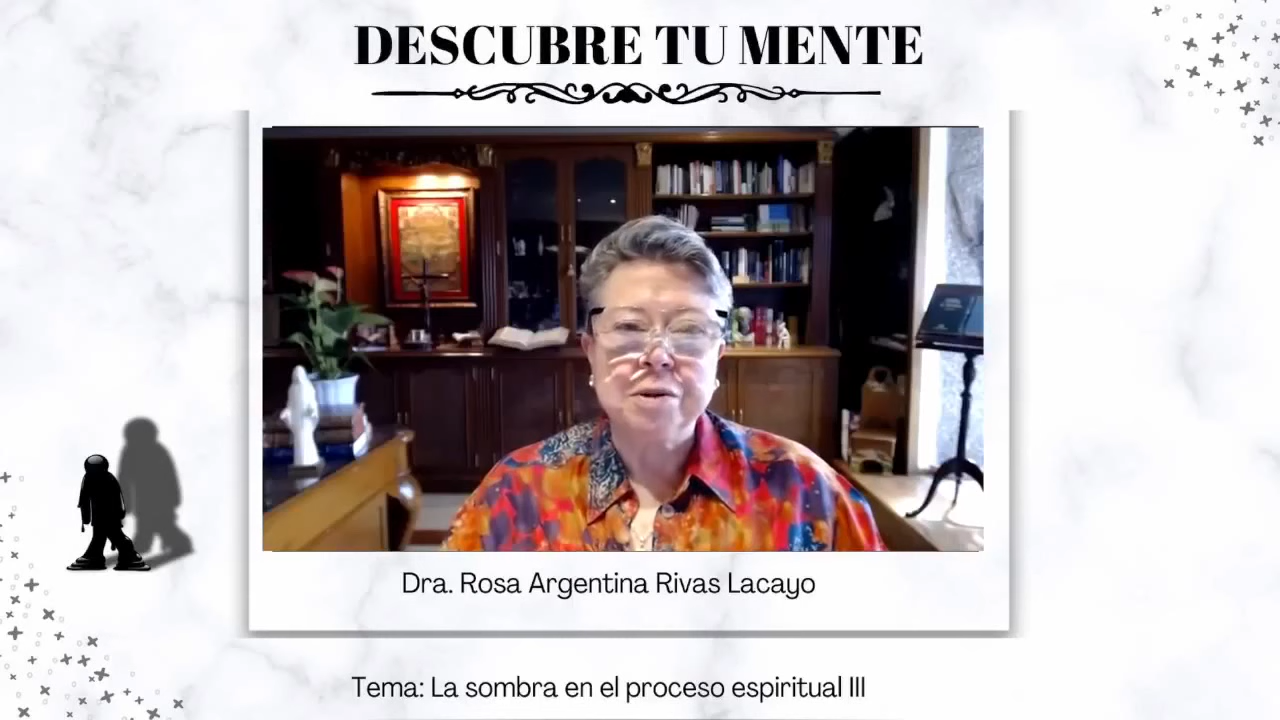 DESCUBRE TU MENTE
Dra. Rosa Argentina Rivas Lacayo
Tema: La sombra en el proceso espiritual III